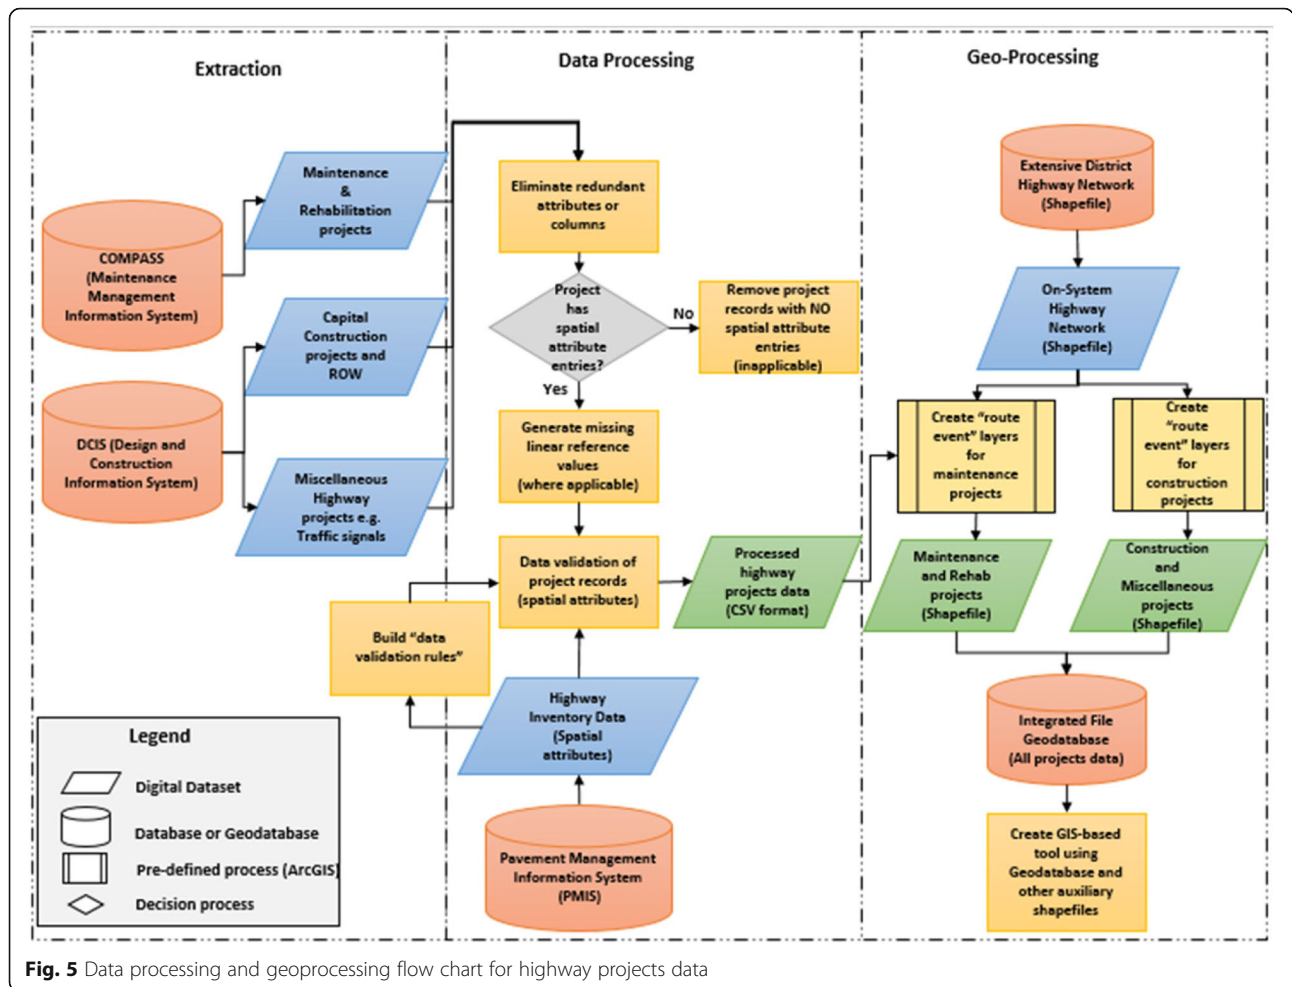 Extraction
Data Processing
Geo-Processing
Maintenance
&
Rehabilitation
projects
COMPASS
(Maintenance
Management
Information System)
Capital
Construction
projects and
ROW
DCIS (Design and
Construction
Information System)
Miscellaneous
Highway
projects e.g.
Traffic signals
Eliminate redundant
attributes or
columns
Project
has
spatial
attribute
entries?
No
Remove project
records with NO
spatial attribute
entries
(inapplicable)
Yes
Generate missing
linear reference
values
(where applicable)
Data validation of
project records
(spatial attributes)
Processed
highway
projects data
(CSV format)
Build “data
validation rules”
Highway
Inventory Data
(Spatial
attributes)
Pavement Management
Information System
(PMIS)
Extensive District
Highway Network
(Shapefile)
On-System
Highway
Network
(Shapefile)
Create “route
event” layers
for
maintenance
projects
Create
“route
event” layers
for
construction
projects
Maintenance
and Rehab
projects
(Shapefile)
Construction
and
Miscellaneous
projects
(Shapefile)
Integrated File
Geodatabase
(All projects data)
Create GIS-based
tool using
Geodatabase and
other auxiliary
shapefiles
Legend
Digital Dataset
Database or Geodatabase
Pre-defined process (ArcGIS)
Decision process
Fig. 5 Data processing and geoprocessing flow chart for highway projects data